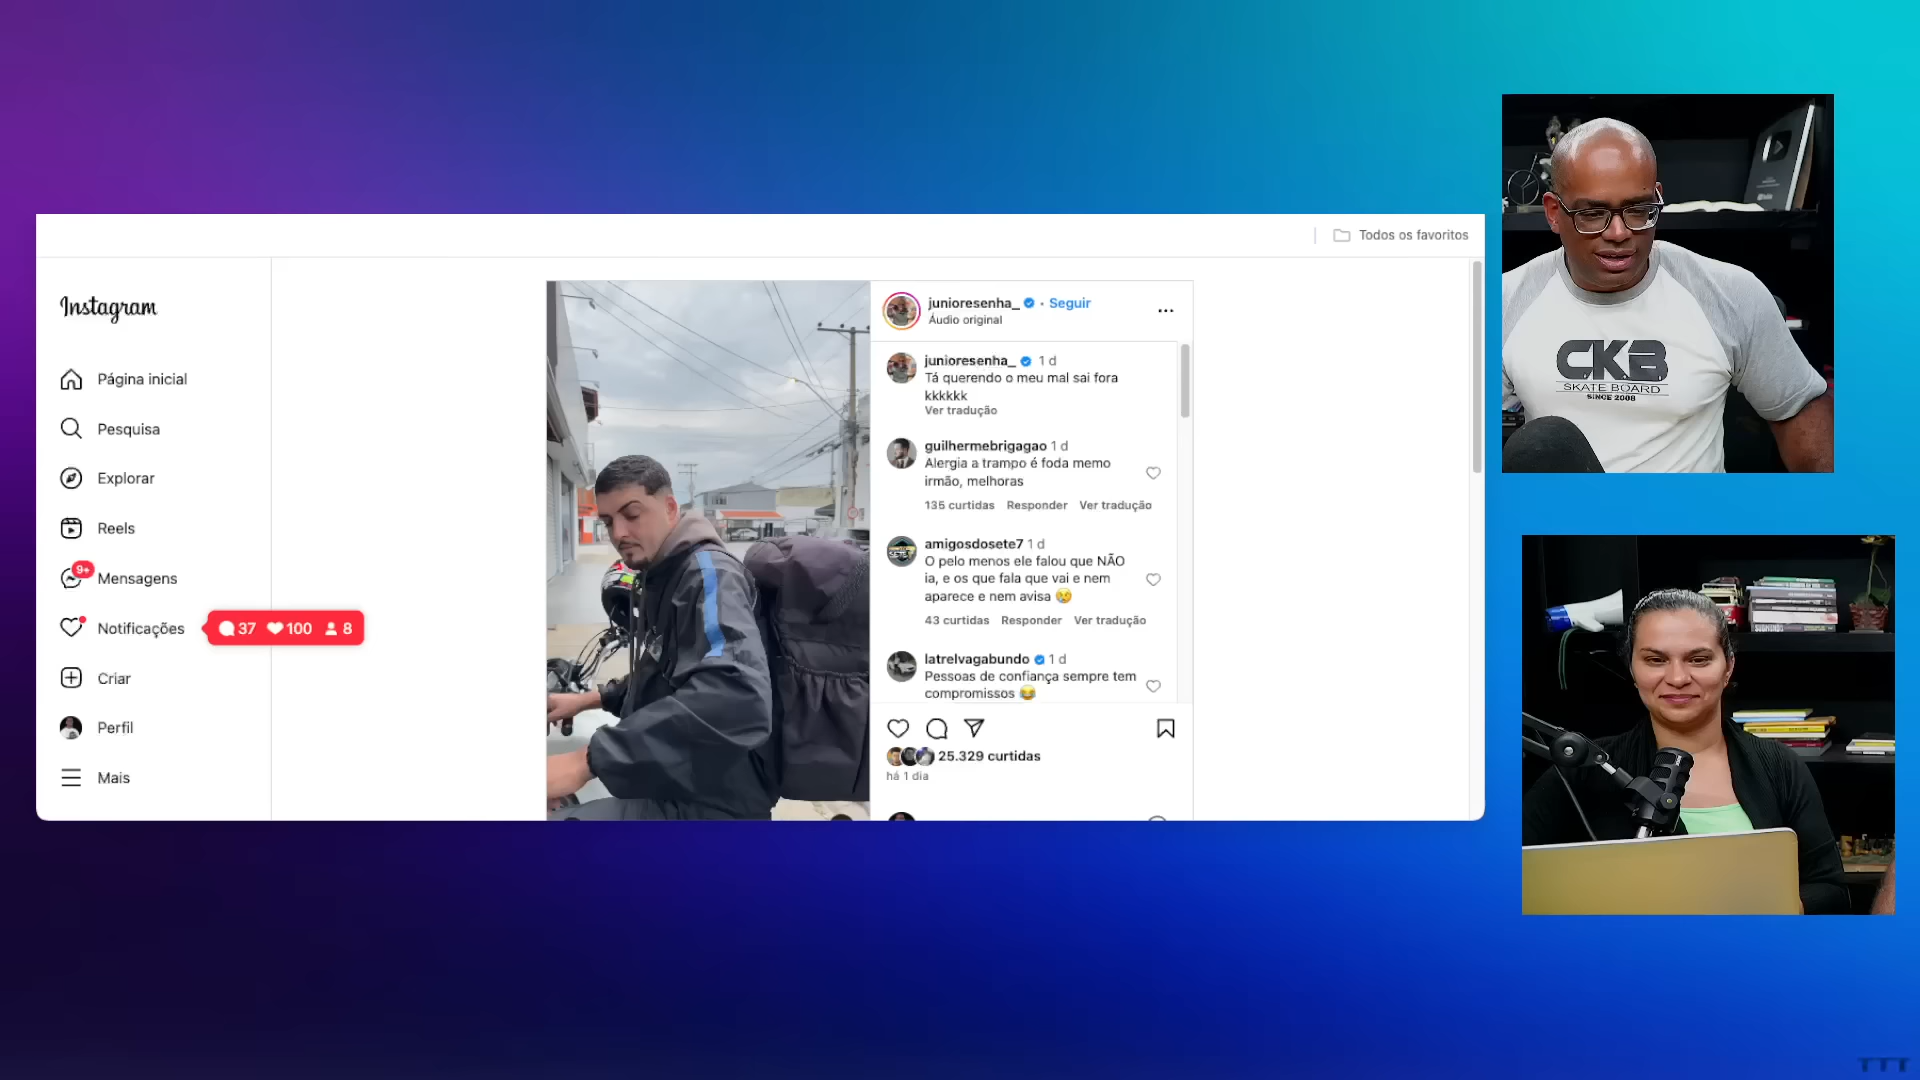 Todos os favoritos
Instagram
Página inicial
Pesquisa
Explorar
Reels
9+
Mensagens
Notificações
37 100 8
Criar
Perfil
Mais
junioresenha_ • Seguir
Áudio original
junioresenha_ 1 d
Tá querendo o meu mal sai fora
kkkkkk
Ver tradução
guilhermebrigagao 1 d
Alergia a trampo é foda memo
irmão, melhoras
135 curtidas Responder Ver tradução
amigosdosete7 1 d
O pelo menos ele falou que NÃO
ia, e os que fala que vai e nem
aparece e nem avisa 😢
43 curtidas Responder Ver tradução
latrelvagabundo 1 d
Pessoas de confiança sempre tem
compromissos 😂
25.329 curtidas
há 1 dia
CKB
SKATE BOARD
SINCE 2008